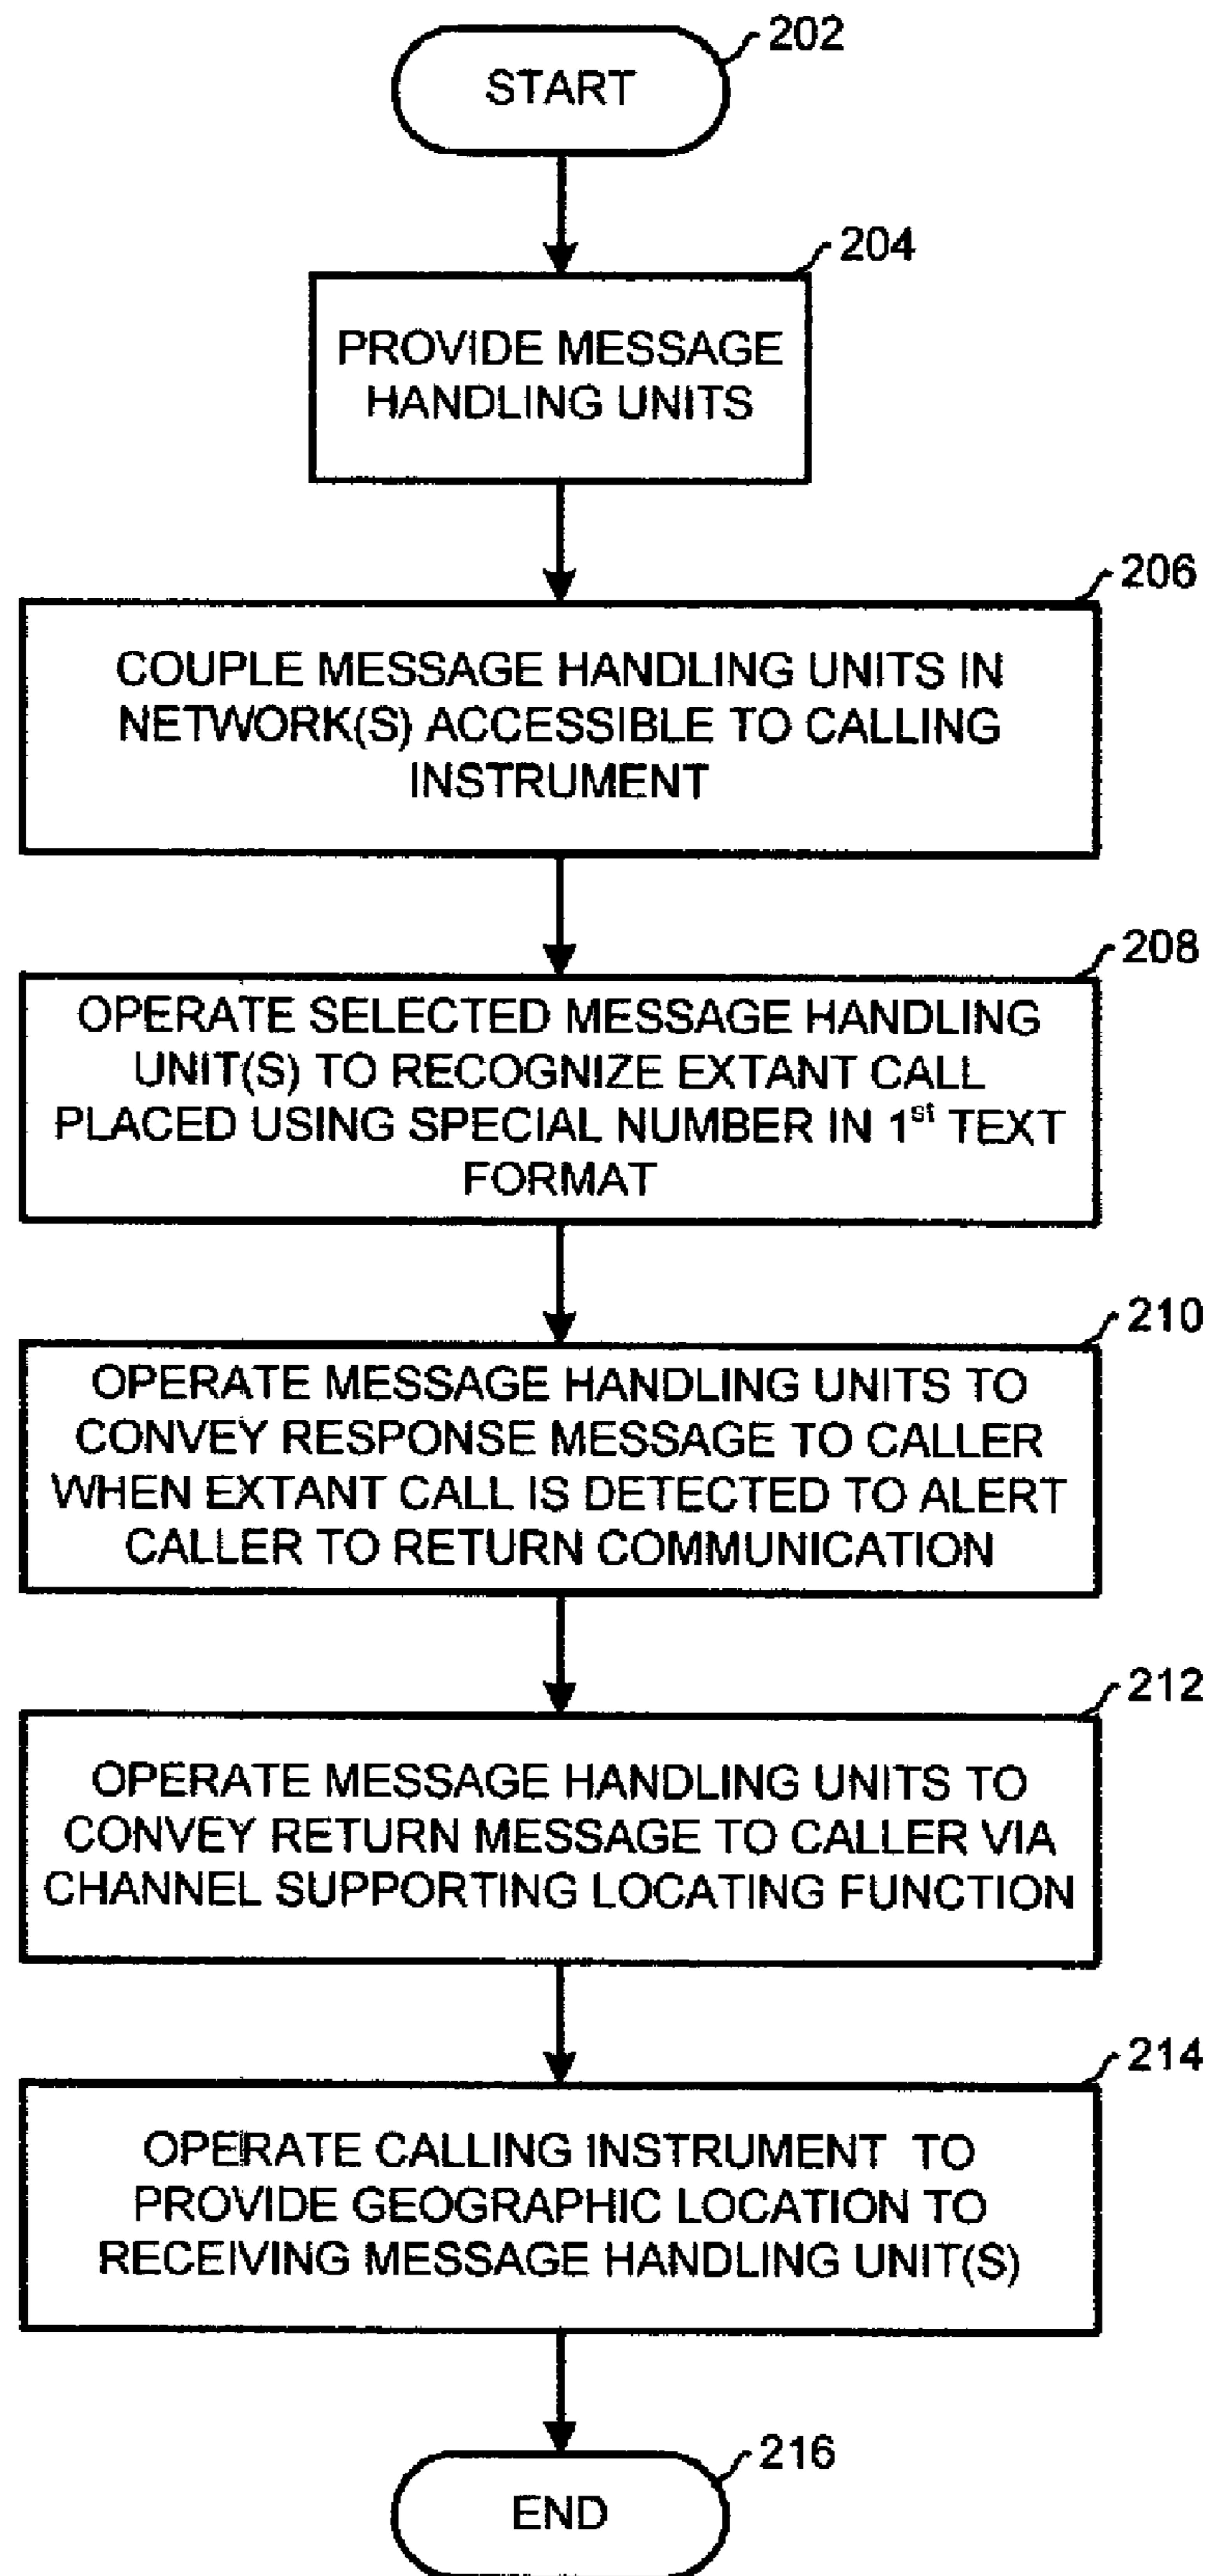 202
START
204
PROVIDE MESSAGE
HANDLING UNITS
206
COUPLE MESSAGE HANDLING UNITS IN
NETWORK(S) ACCESSIBLE TO CALLING
INSTRUMENT
208
OPERATE SELECTED MESSAGE HANDLING
UNIT(S) TO RECOGNIZE EXTANT CALL
PLACED USING SPECIAL NUMBER IN 1st TEXT
FORMAT
210
OPERATE MESSAGE HANDLING UNITS TO
CONVEY RESPONSE MESSAGE TO CALLER
WHEN EXTANT CALL IS DETECTED TO ALERT
CALLER TO RETURN COMMUNICATION
212
OPERATE MESSAGE HANDLING UNITS TO
CONVEY RETURN MESSAGE TO CALLER VIA
CHANNEL SUPPORTING LOCATING FUNCTION
214
OPERATE CALLING INSTRUMENT TO
PROVIDE GEOGRAPHIC LOCATION TO
RECEIVING MESSAGE HANDLING UNIT(S)
216
END